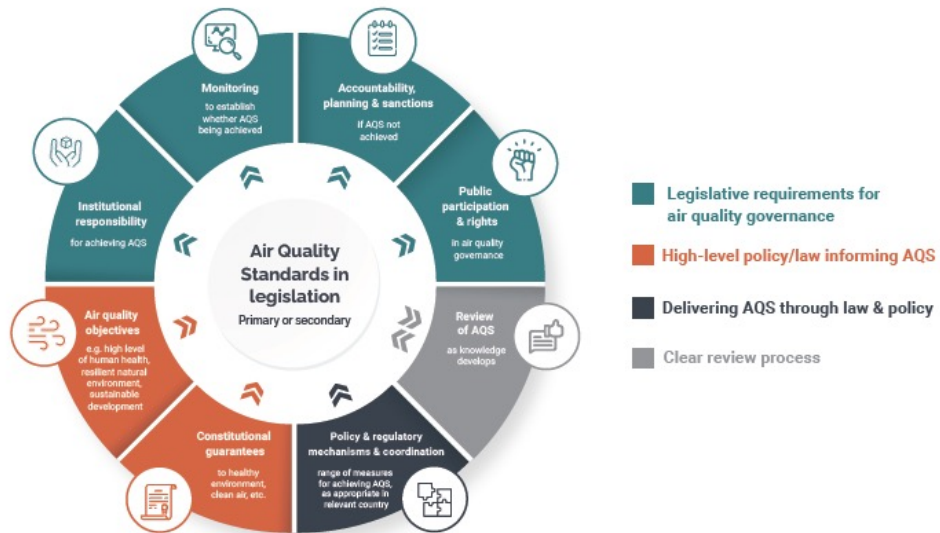 Monitoring
to establish
whether AQS
being achieved
Accountability,
planning & sanctions
if AQS not
achieved
Public
participation
& rights
in air quality
governance
Review
of AQS
as knowledge
develops
Policy & regulatory
mechanisms & coordination
range of measures
for achieving AQS,
as appropriate in
relevant country
Constitutional
guarantees
to healthy
environment,
clean air, etc.
Air quality
objectives
e.g. high level
of human health,
resilient natural
environment,
sustainable
development
Institutional
responsibility
for achieving AQS
Air Quality
Standards in
legislation
Primary or secondary
Legislative requirements for
air quality governance
High-level policy/law informing AQS
Delivering AQS through law & policy
Clear review process